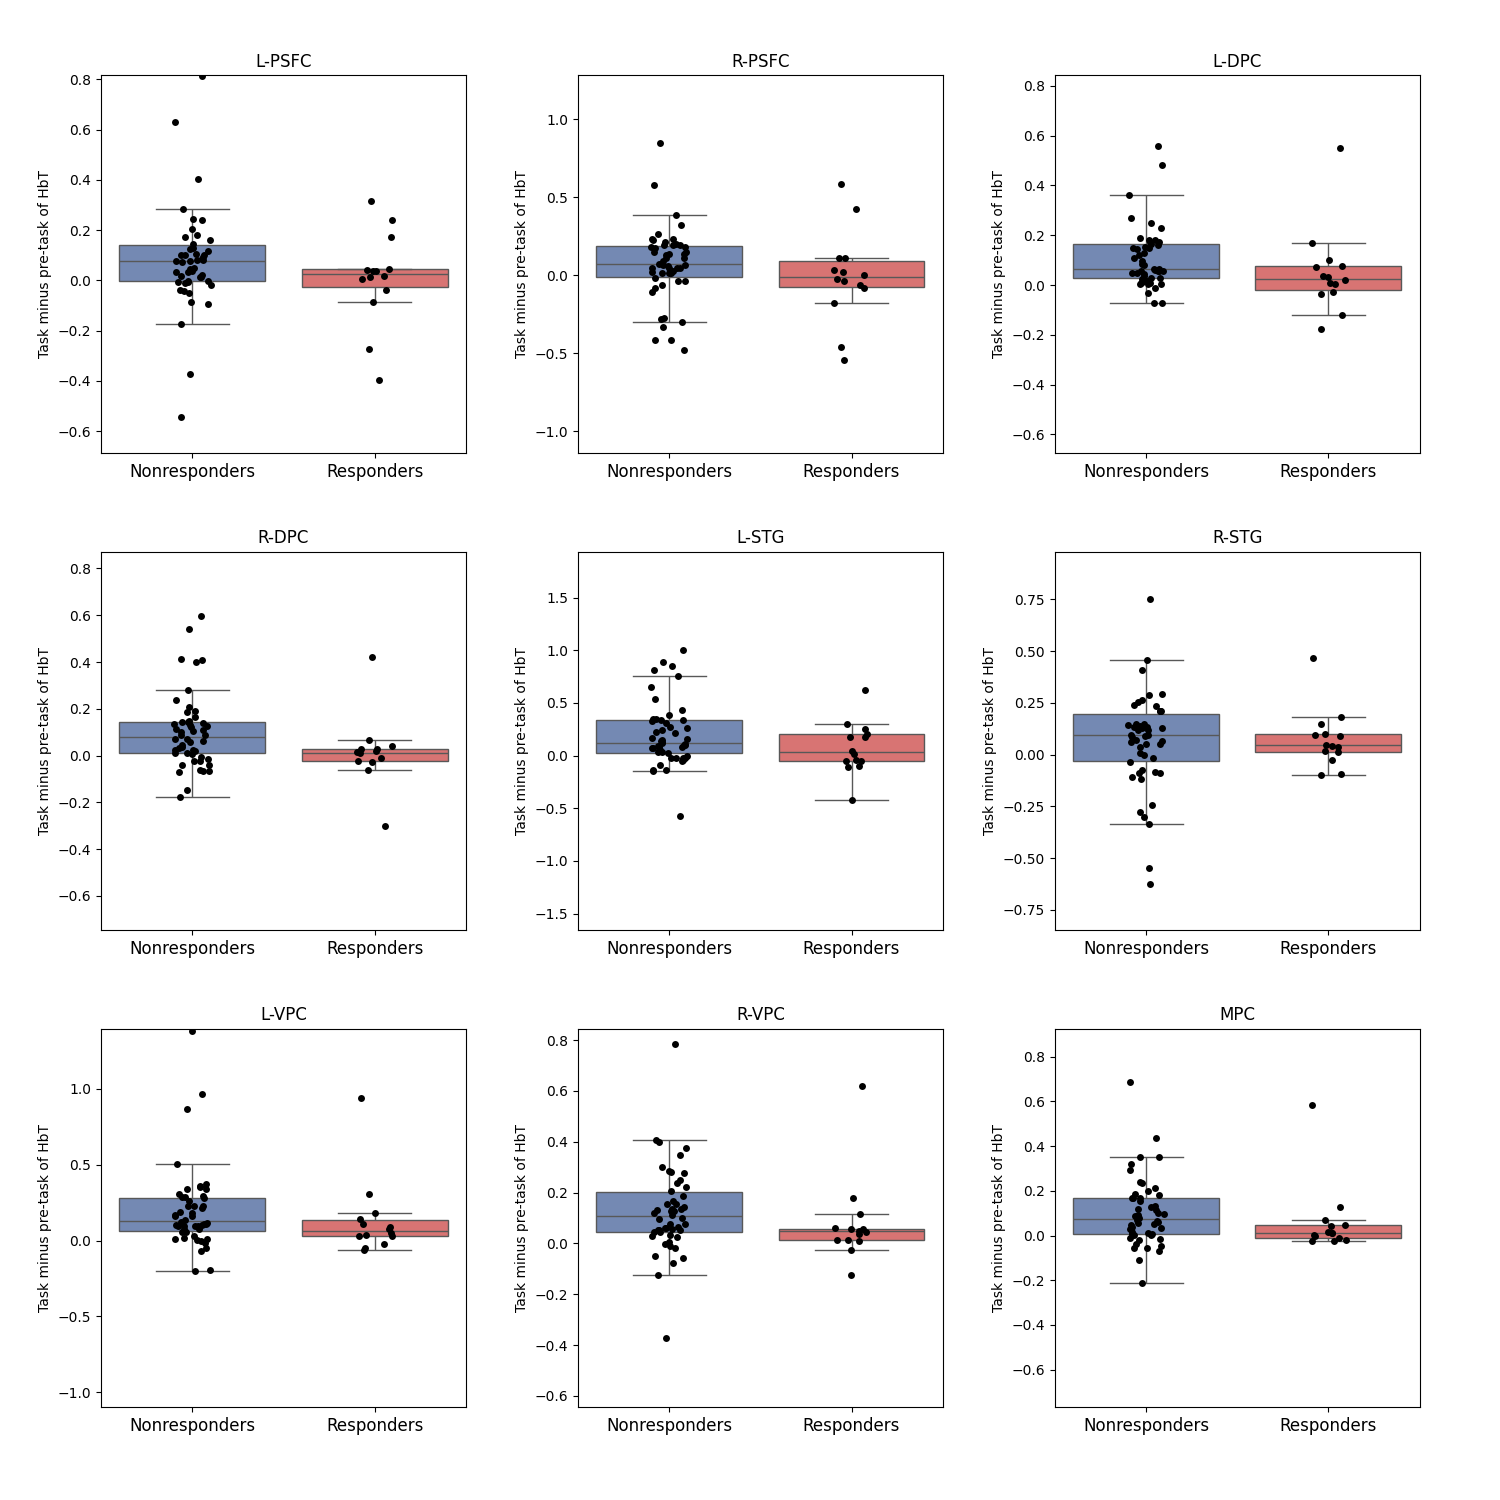 L-PSFC
R-PSFC
L-DPC
Task minus pre-task of HbT
0.8
0.6
0.4
0.2
0.0
−0.2
−0.4
−0.6
Nonresponders Responders
Task minus pre-task of HbT
1.0
0.5
0.0
−0.5
−1.0
Nonresponders Responders
Task minus pre-task of HbT
0.8
0.6
0.4
0.2
0.0
−0.2
−0.4
−0.6
Nonresponders Responders
R-DPC
L-STG
R-STG
Task minus pre-task of HbT
0.8
0.6
0.4
0.2
0.0
−0.2
−0.4
−0.6
Nonresponders Responders
Task minus pre-task of HbT
1.5
1.0
0.5
0.0
−0.5
−1.0
−1.5
Nonresponders Responders
Task minus pre-task of HbT
0.75
0.50
0.25
0.00
−0.25
−0.50
−0.75
Nonresponders Responders
L-VPC
R-VPC
MPC
Task minus pre-task of HbT
1.0
0.5
0.0
−0.5
−1.0
Nonresponders Responders
Task minus pre-task of HbT
0.8
0.6
0.4
0.2
0.0
−0.2
−0.4
−0.6
Nonresponders Responders
Task minus pre-task of HbT
0.8
0.6
0.4
0.2
0.0
−0.2
−0.4
−0.6
Nonresponders Responders